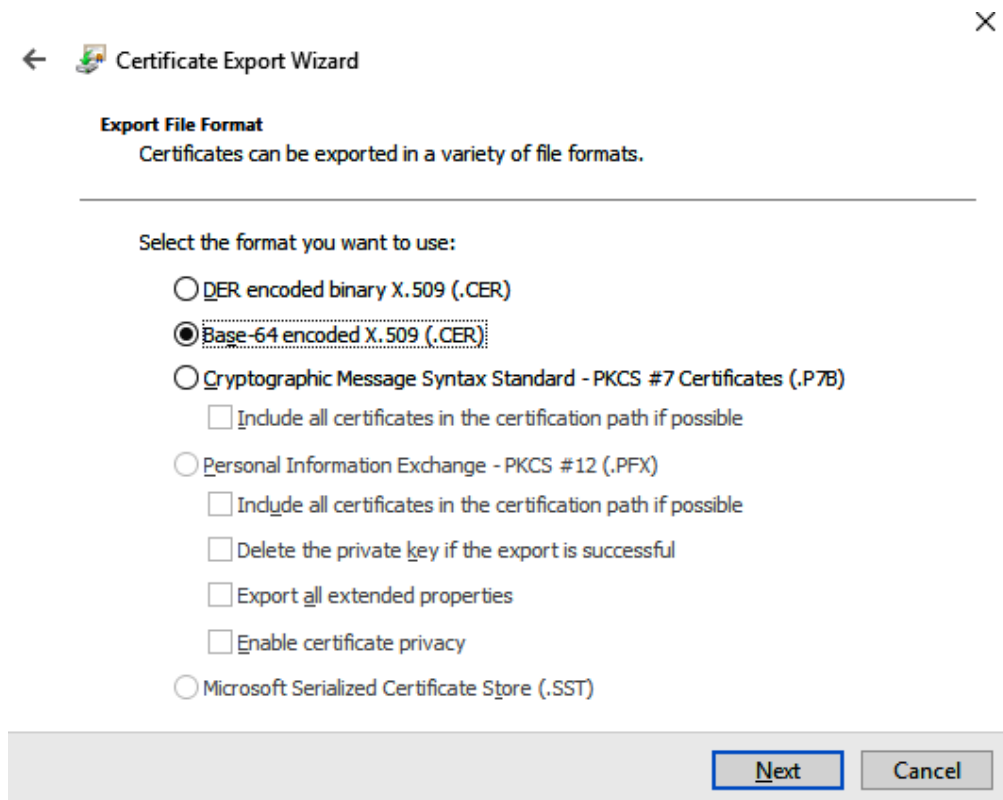 Certificate Export Wizard
Export File Format
Certificates can be exported in a variety of file formats.
Select the format you want to use:
DER encoded binary X.509 (.CER)
Base-64 encoded X.509 (.CER)
Cryptographic Message Syntax Standard - PKCS #7 Certificates (.P7B)
Include all certificates in the certification path if possible
Personal Information Exchange - PKCS #12 (.PFX)
Include all certificates in the certification path if possible
Delete the private key if the export is successful
Export all extended properties
Enable certificate privacy
Microsoft Serialized Certificate Store (.SST)
Next Cancel